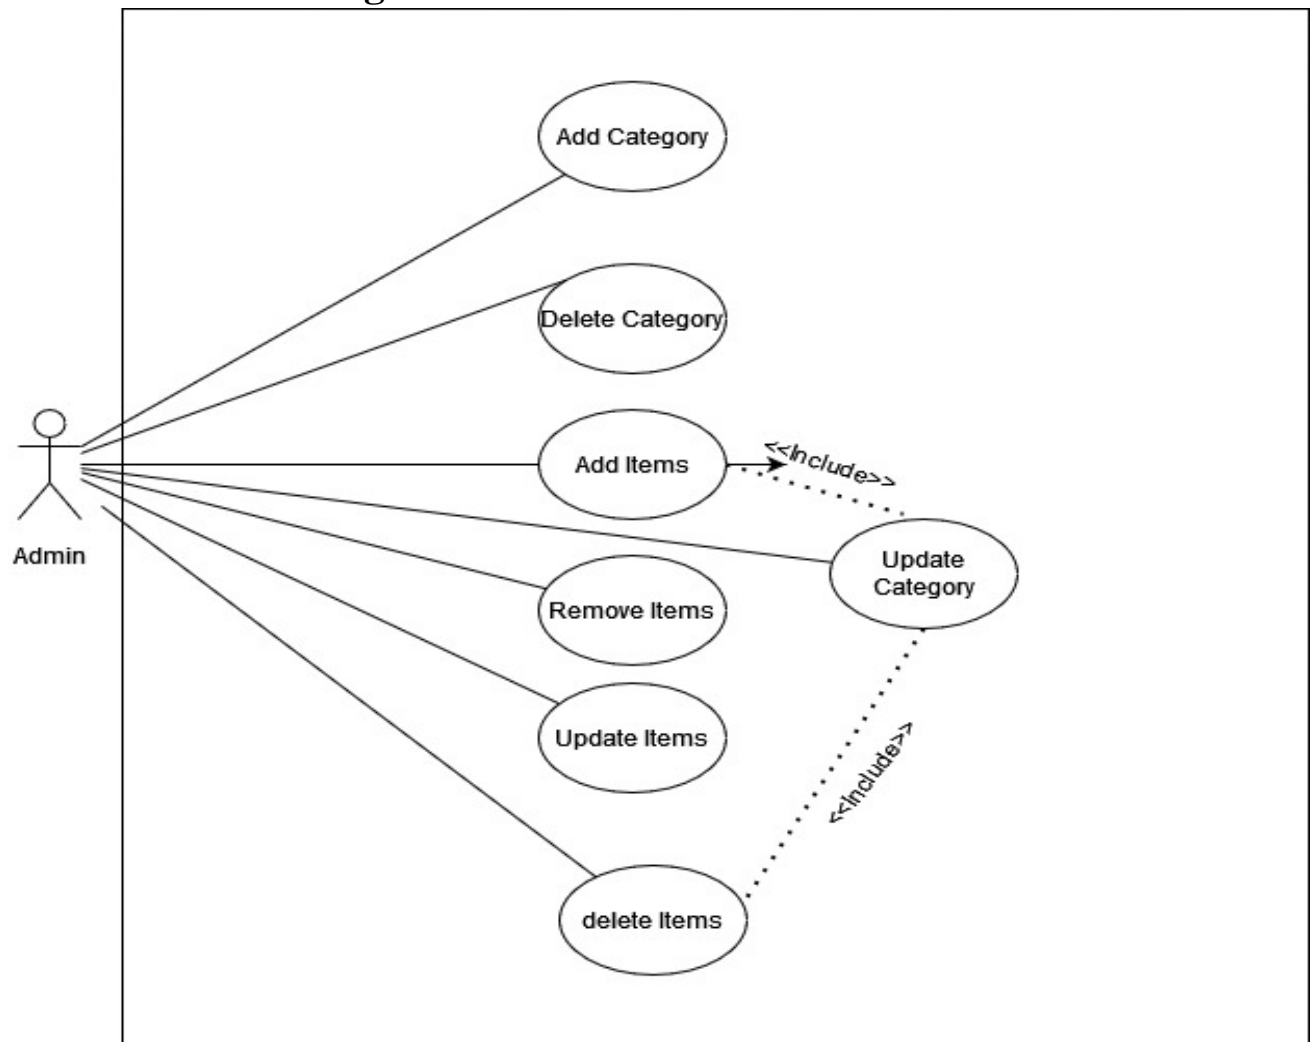 Add Category
Delete Category
Add Items
<<Include>>
Update
Category
Admin
Remove Items
Update Items
<<Include>>
delete Items